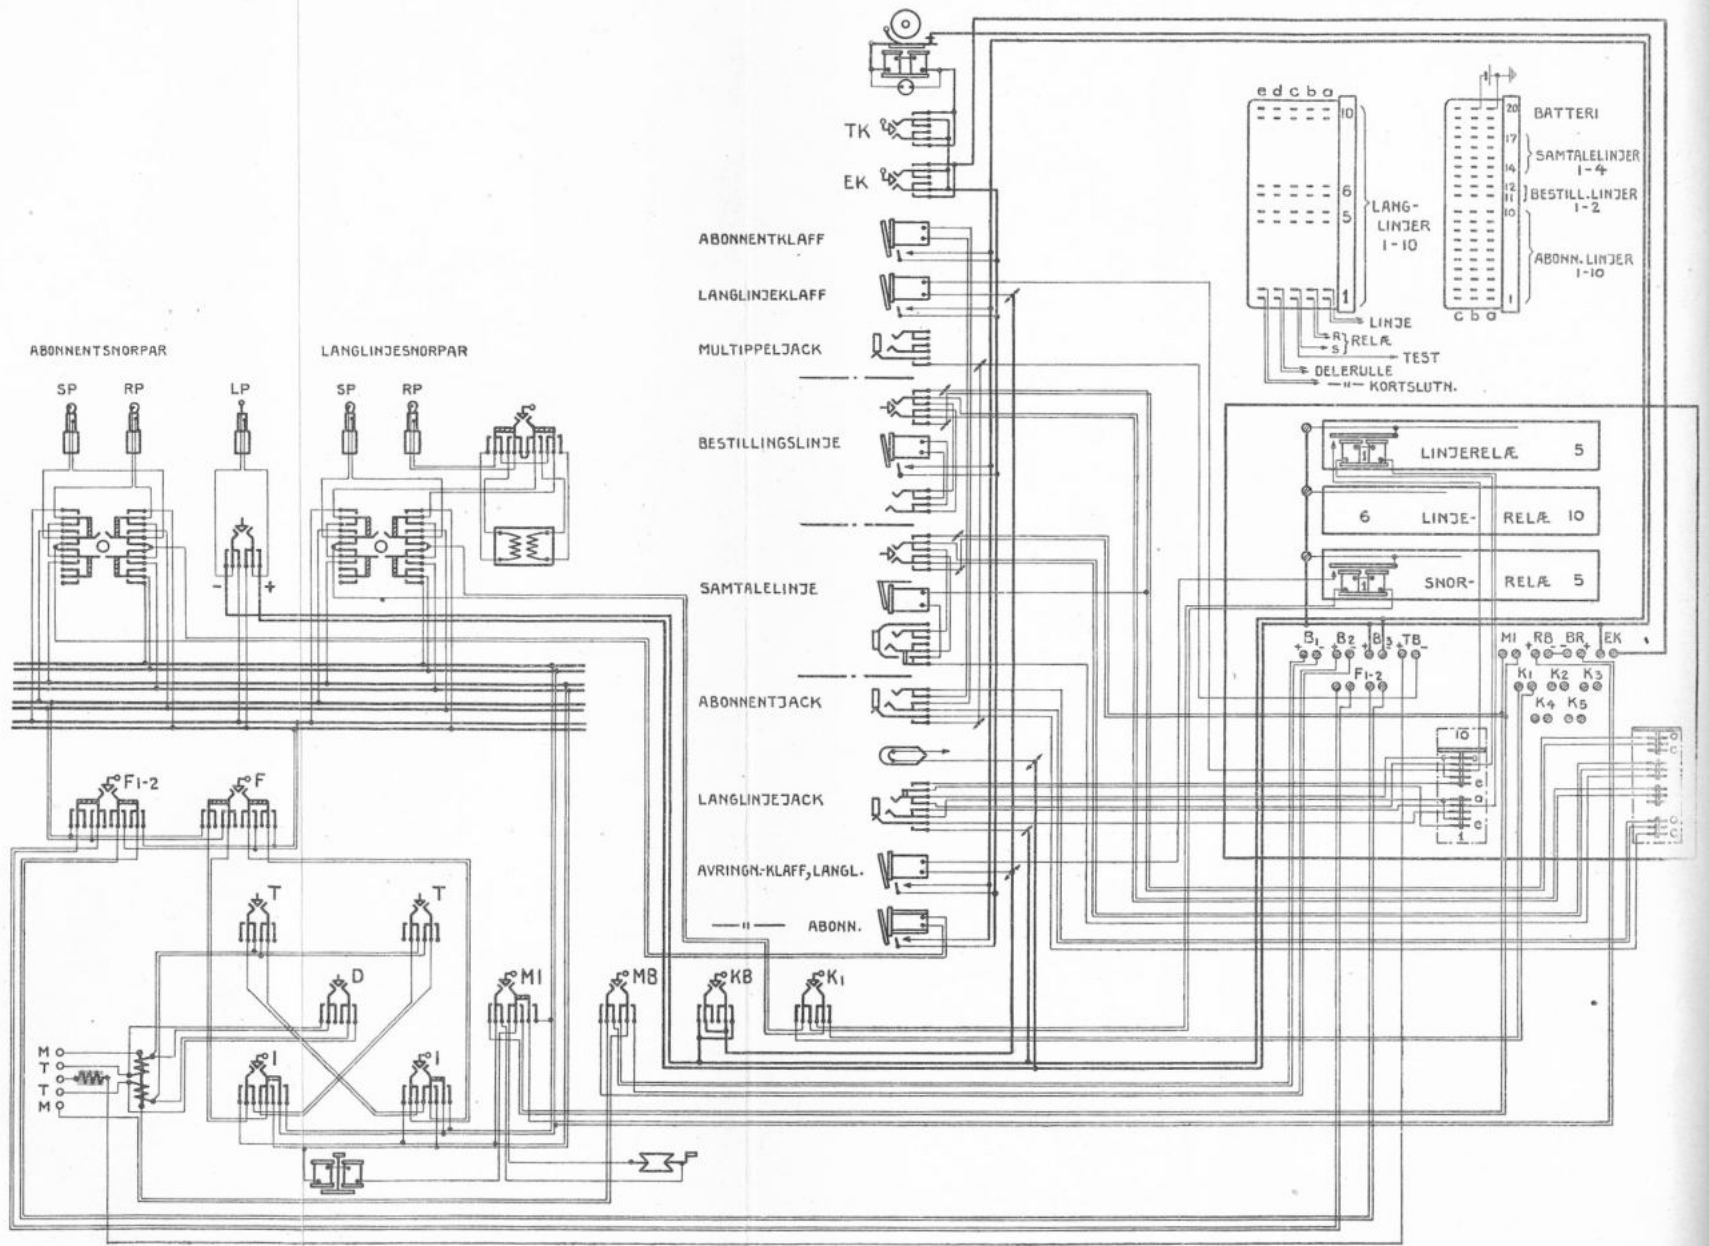 TK
EK
ABONNENTKLAFF
LANGLINJEKLAFF
MULTIPPELJACK
BESTILLINGSLINJE
SAMTALELINJE
ABONNENTJACK
LANGLINJEJACK
AVRINGN.-KLAFF, LANGL.
—"— ABONN.
ABONNENTSNORPAR
SP RP LP
LANGLINJESNORPAR
SP RP
- +
F1-2 F
T T
D
I I
M
T
T
M
MI MB KB K1
e d c b a
10
6
5
1
LANG-
LINJER
1-10
LINJE
R
S
RELÆ
TEST
DELERULLE
—"— KORTSLUTN.
20 BATTERI
17
14
SAMTALELINJER
1-4
12
11
BESTILL.LINJER
1-2
10
ABONN.LINJER
1-10
1
c b a
1 LINJERELÆ 5
6 LINJE- RELÆ 10
1 SNOR- RELÆ 5
+ B1 - + B2 - + B3 - + TB - MI + RB - - BR + EK
F1-2 K1 K2 K3
K4 K5
10
a
e
a
e
1